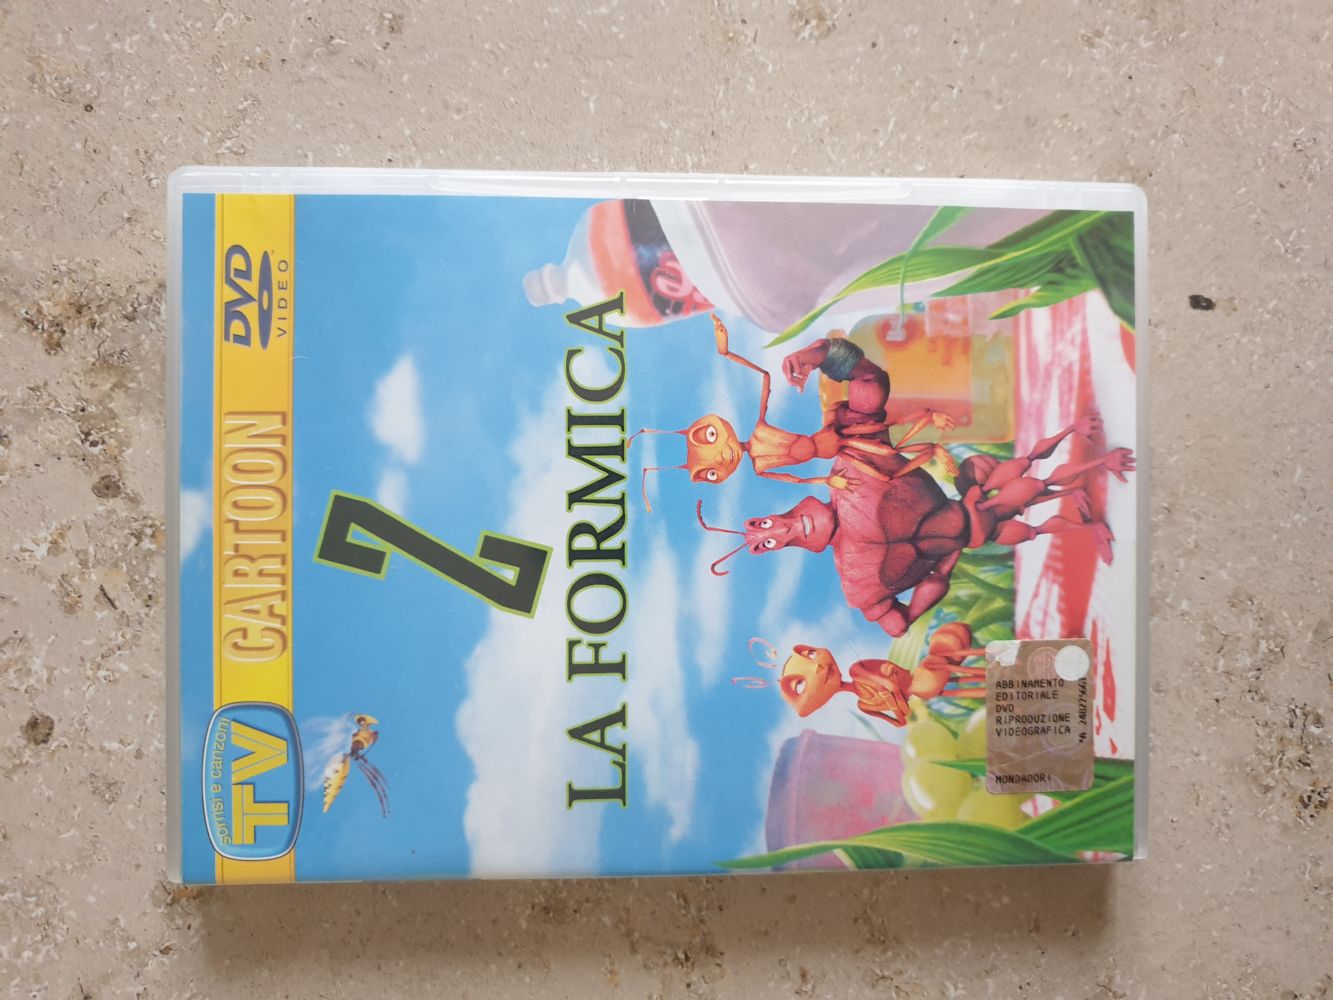 sorrisi e canzoni
TV
CARTOON
DVD
VIDEO
Z
LA FORMICA
ABBINAMENTO
EDITORIALE
DVD
RIPRODUZIONE
VIDEOGRAFICA
MONDADORI